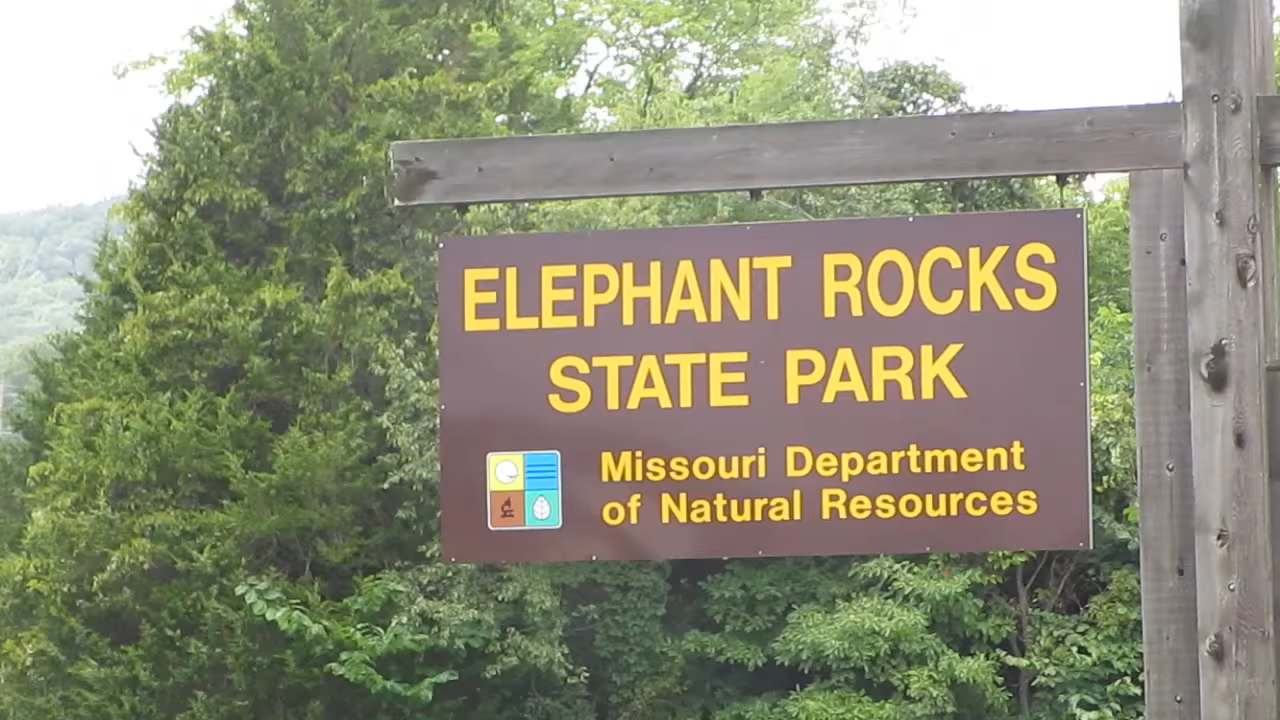 ELEPHANT ROCKS
STATE PARK
Missouri Department
of Natural Resources